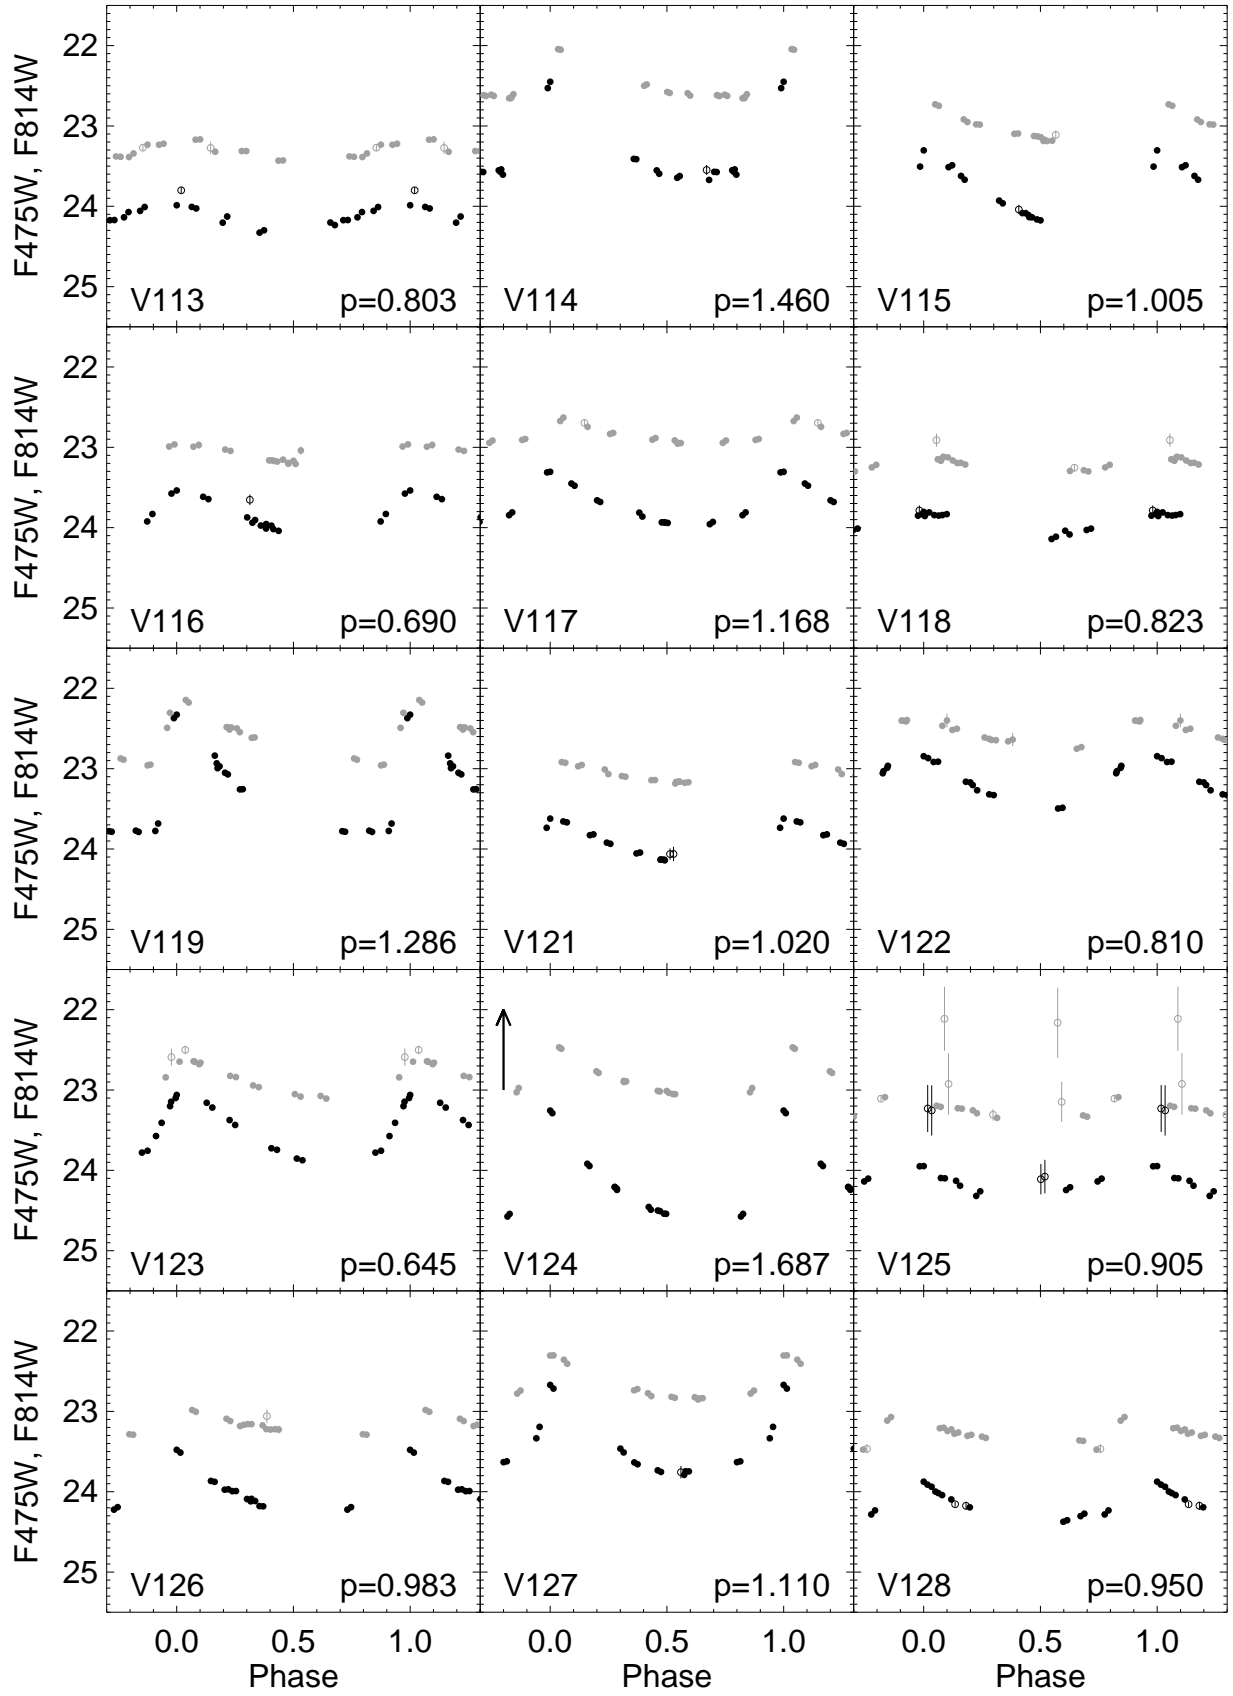 F475W, F814W
22
23
24
25
V113 p=0.803
V114 p=1.460
V115 p=1.005
F475W, F814W
22
23
24
25
V116 p=0.690
V117 p=1.168
V118 p=0.823
F475W, F814W
22
23
24
25
V119 p=1.286
V121 p=1.020
V122 p=0.810
F475W, F814W
22
23
24
25
V123 p=0.645
V124 p=1.687
V125 p=0.905
F475W, F814W
22
23
24
25
V126 p=0.983
V127 p=1.110
V128 p=0.950
0.0 0.5 1.0
0.0 0.5 1.0
0.0 0.5 1.0
Phase
Phase
Phase